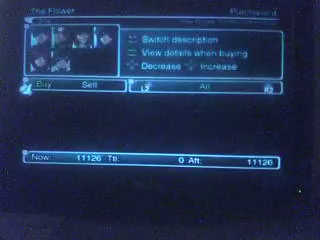 The Flower
Switch description
View details when buying
Decrease Increase
Buy Sell L2 All R2
Now: 11126 Ttl: 0 Aft: 11126